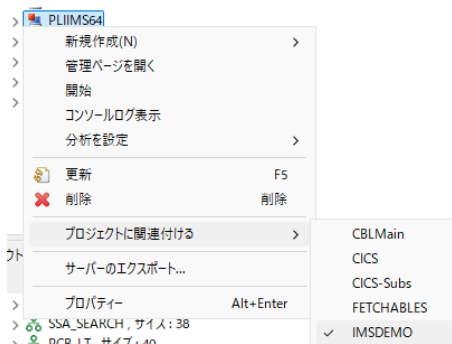 PLIIMS64
新規作成(N)
管理ページを開く
開始
コンソールログ表示
分析を設定
更新 F5
削除 削除
プロジェクトに関連付ける
サーバーのエクスポート...
プロパティー Alt+Enter
CBLMain
CICS
CICS-Subs
FETCHABLES
IMSDEMO
SSA_SEARCH , サイズ : 38